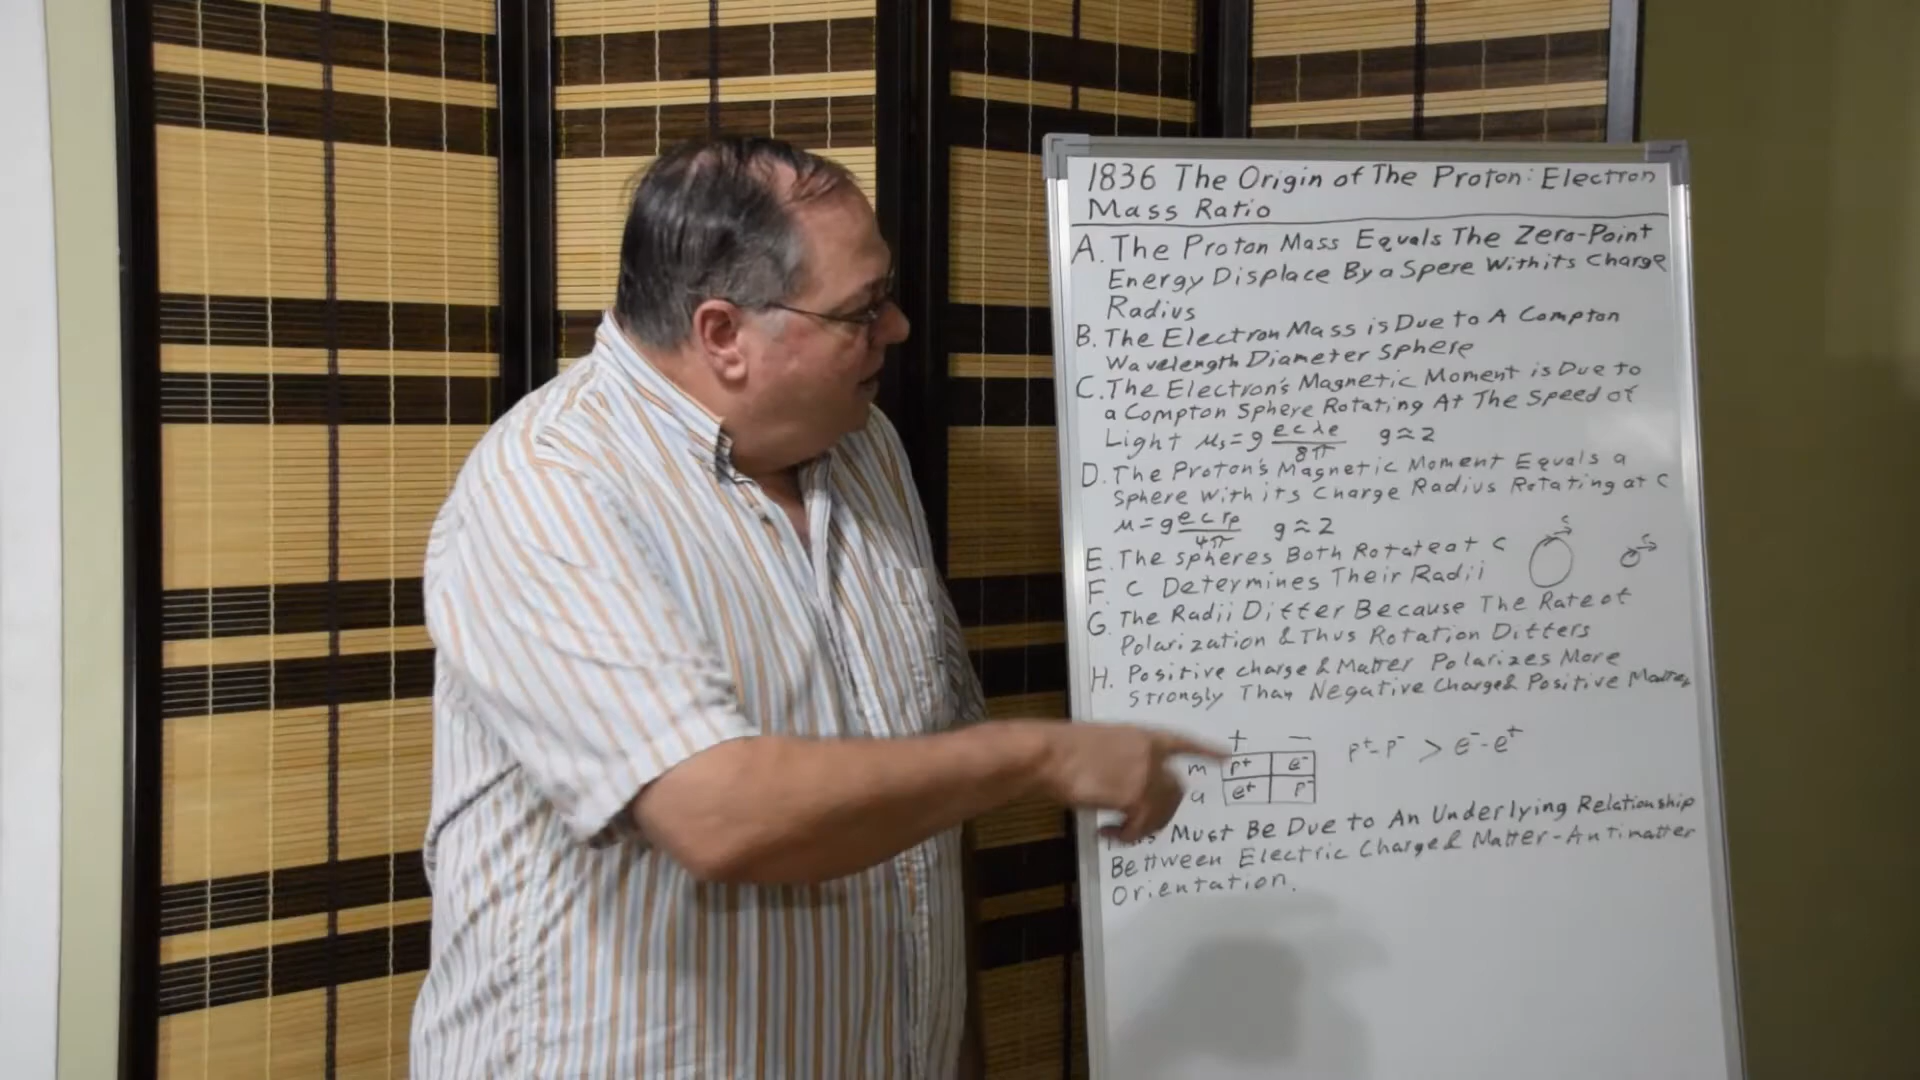 1836 The Origin of The Proton: Electron
Mass Ratio
A. The Proton Mass Equals The Zero-Point
Energy Displace By a Spere With its Charge
Radius
B. The Electron Mass is Due to A Compton
Wavelength Diameter Sphere
C. The Electron's Magnetic Moment is Due to
a Compton Sphere Rotating At The Speed of
Light μs = g ecλe/8π g ≈ 2
D. The Proton's Magnetic Moment Equals a
Sphere With its Charge Radius Rotating at C
μ = g ecrp/4π g ≈ 2
E. The Spheres Both Rotate at C
F. C Determines Their Radii
G. The Radii Differ Because The Rate of
Polarization & Thus Rotation Differs
H. Positive Charge & Matter Polarizes More
Strongly Than Negative Charge & Positive Matter
+ −
m p+ e- p+-p- > e--e+
a e+ p-
Must Be Due to An Underlying Relationship
Bettween Electric Charge & Matter-Antimatter
Orientation.